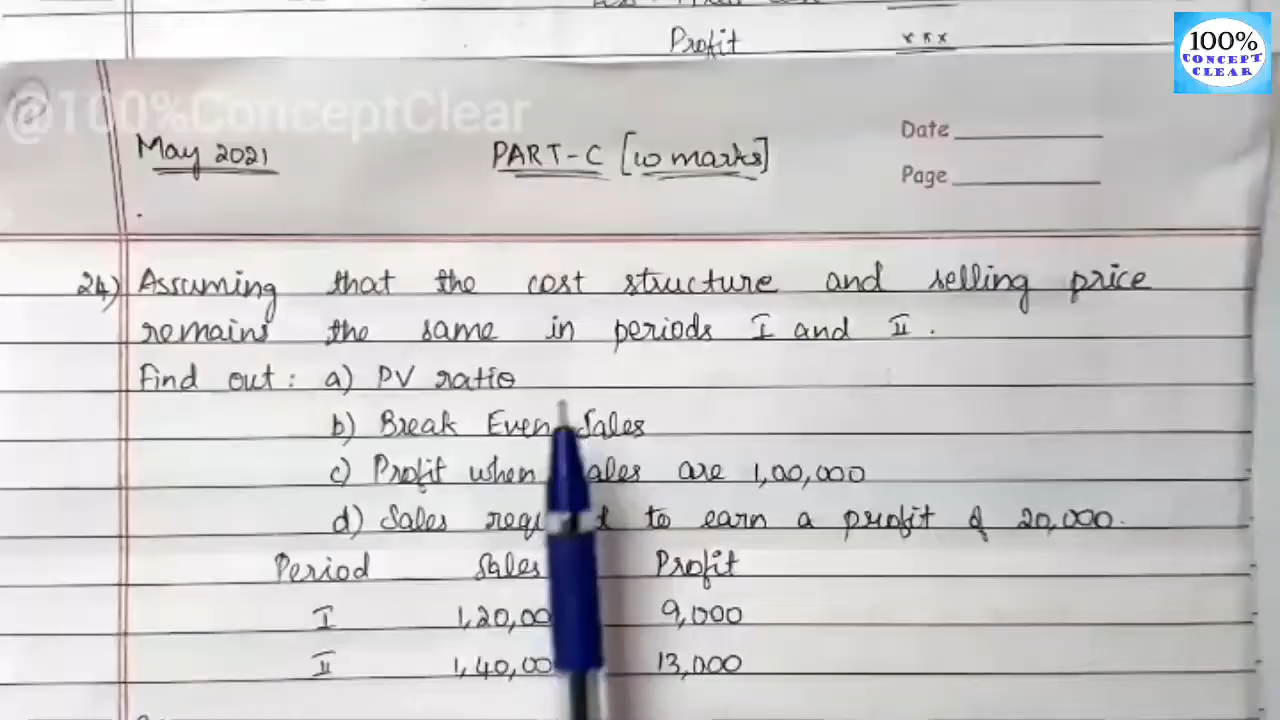 Profit ***
100%
CONCEPT
CLEAR
@100%ConceptClear
Date
May 2021 PART-C [10 marks]
Page
24) Assuming that the cost structure and selling price
remains the same in periods I and II.
Find out: a) PV ratio
b) Break Even Sales
c) Profit when ales are 1,00,000
d) Sales to earn a profit of 20,000.
Period Sales Profit
I 1,20,00 9,000
II 1,40,00 13,000